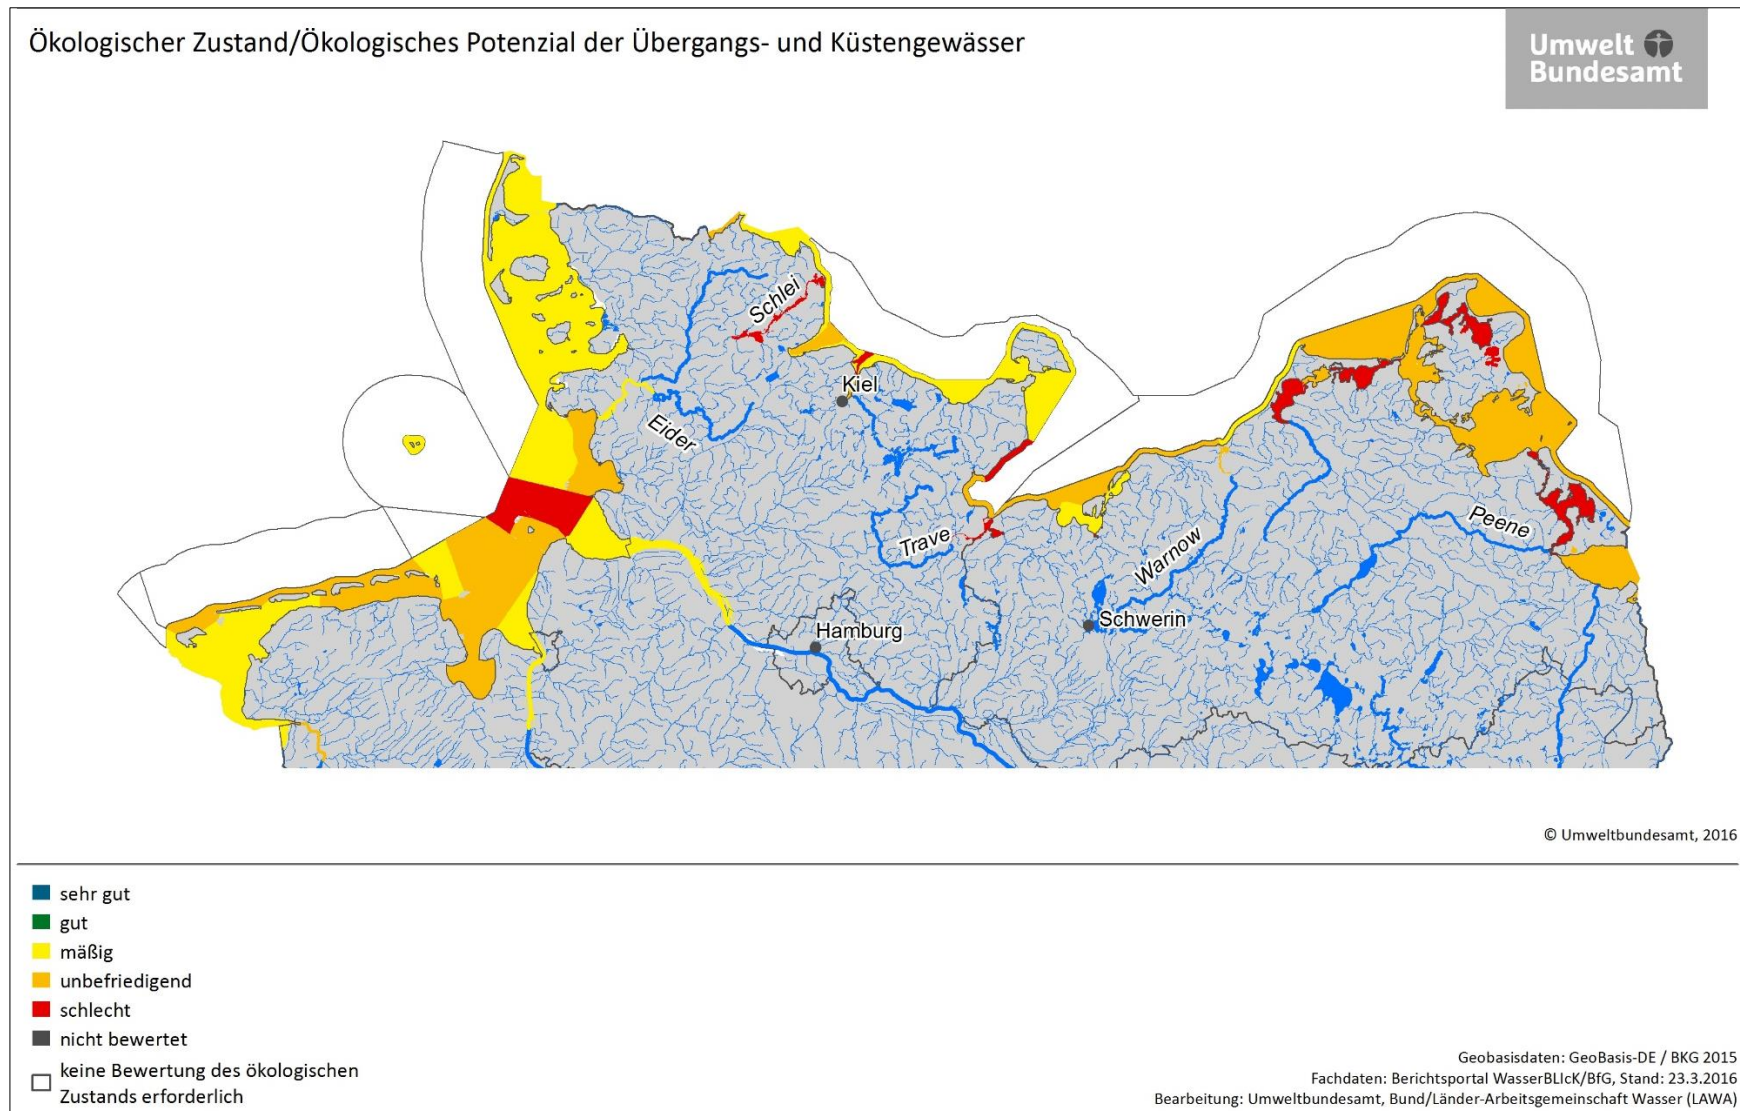 Ökologischer Zustand/Ökologisches Potenzial der Übergangs- und Küstengewässer
Umwelt
Bundesamt
Schlei
Kiel
Eider
Trave
Warnow
Peene
Schwerin
Hamburg
© Umweltbundesamt, 2016
sehr gut
gut
mäßig
unbefriedigend
schlecht
nicht bewertet
keine Bewertung des ökologischen
Zustands erforderlich
Geobasisdaten: GeoBasis-DE / BKG 2015
Fachdaten: Berichtsportal WasserBLIcK/BfG, Stand: 23.3.2016
Bearbeitung: Umweltbundesamt, Bund/Länder-Arbeitsgemeinschaft Wasser (LAWA)